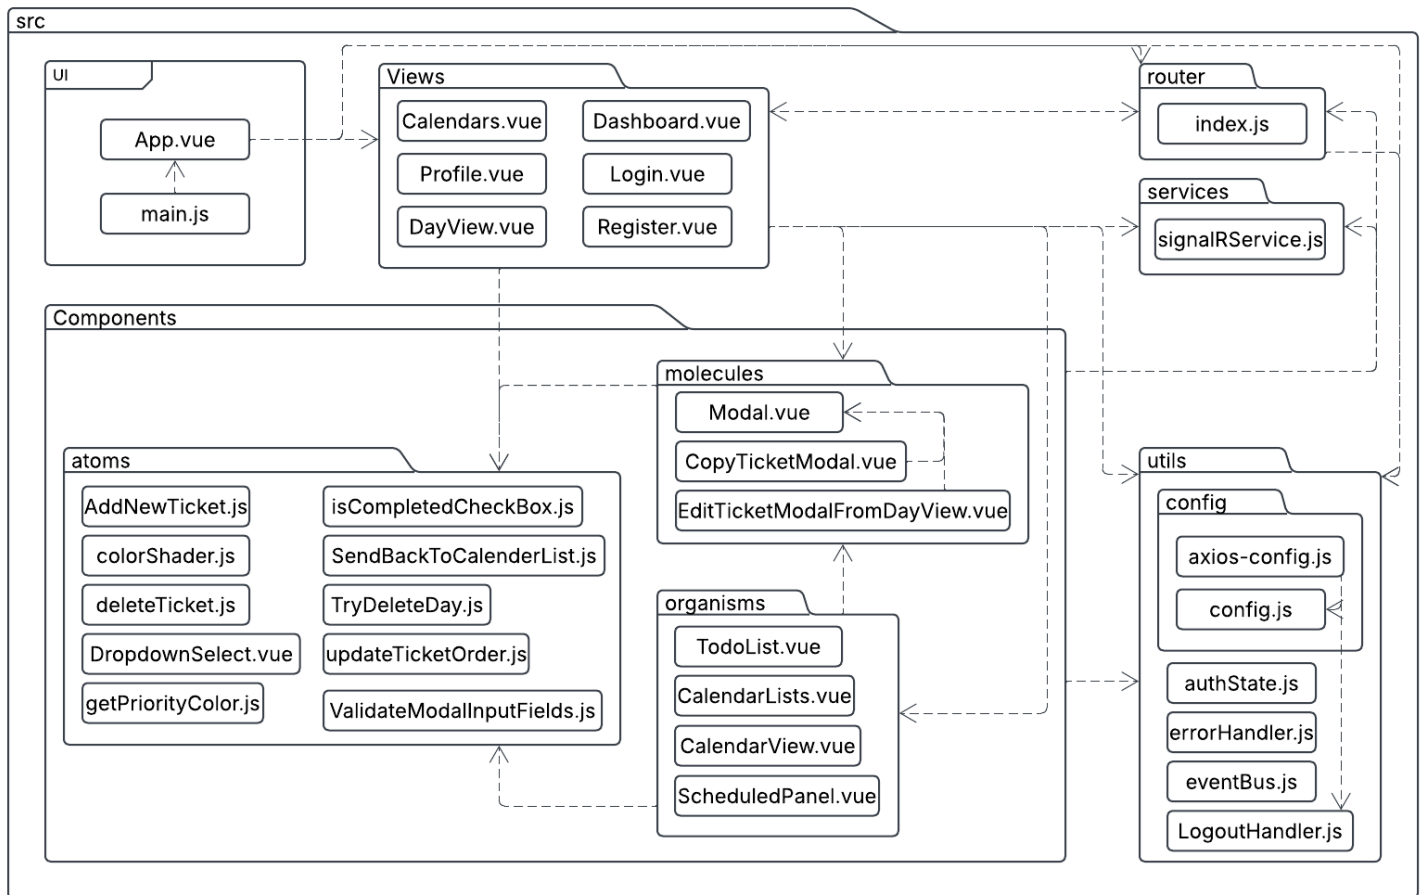 src
UI
App.vue
main.js
Views
Calendars.vue
Dashboard.vue
Profile.vue
Login.vue
DayView.vue
Register.vue
router
index.js
services
signalRService.js
Components
molecules
Modal.vue
CopyTicketModal.vue
EditTicketModalFromDayView.vue
atoms
AddNewTicket.js
isCompletedCheckBox.js
colorShader.js
SendBackToCalenderList.js
deleteTicket.js
TryDeleteDay.js
DropdownSelect.vue
updateTicketOrder.js
getPriorityColor.js
ValidateModalInputFields.js
organisms
TodoList.vue
CalendarLists.vue
CalendarView.vue
ScheduledPanel.vue
utils
config
axios-config.js
config.js
authState.js
errorHandler.js
eventBus.js
LogoutHandler.js